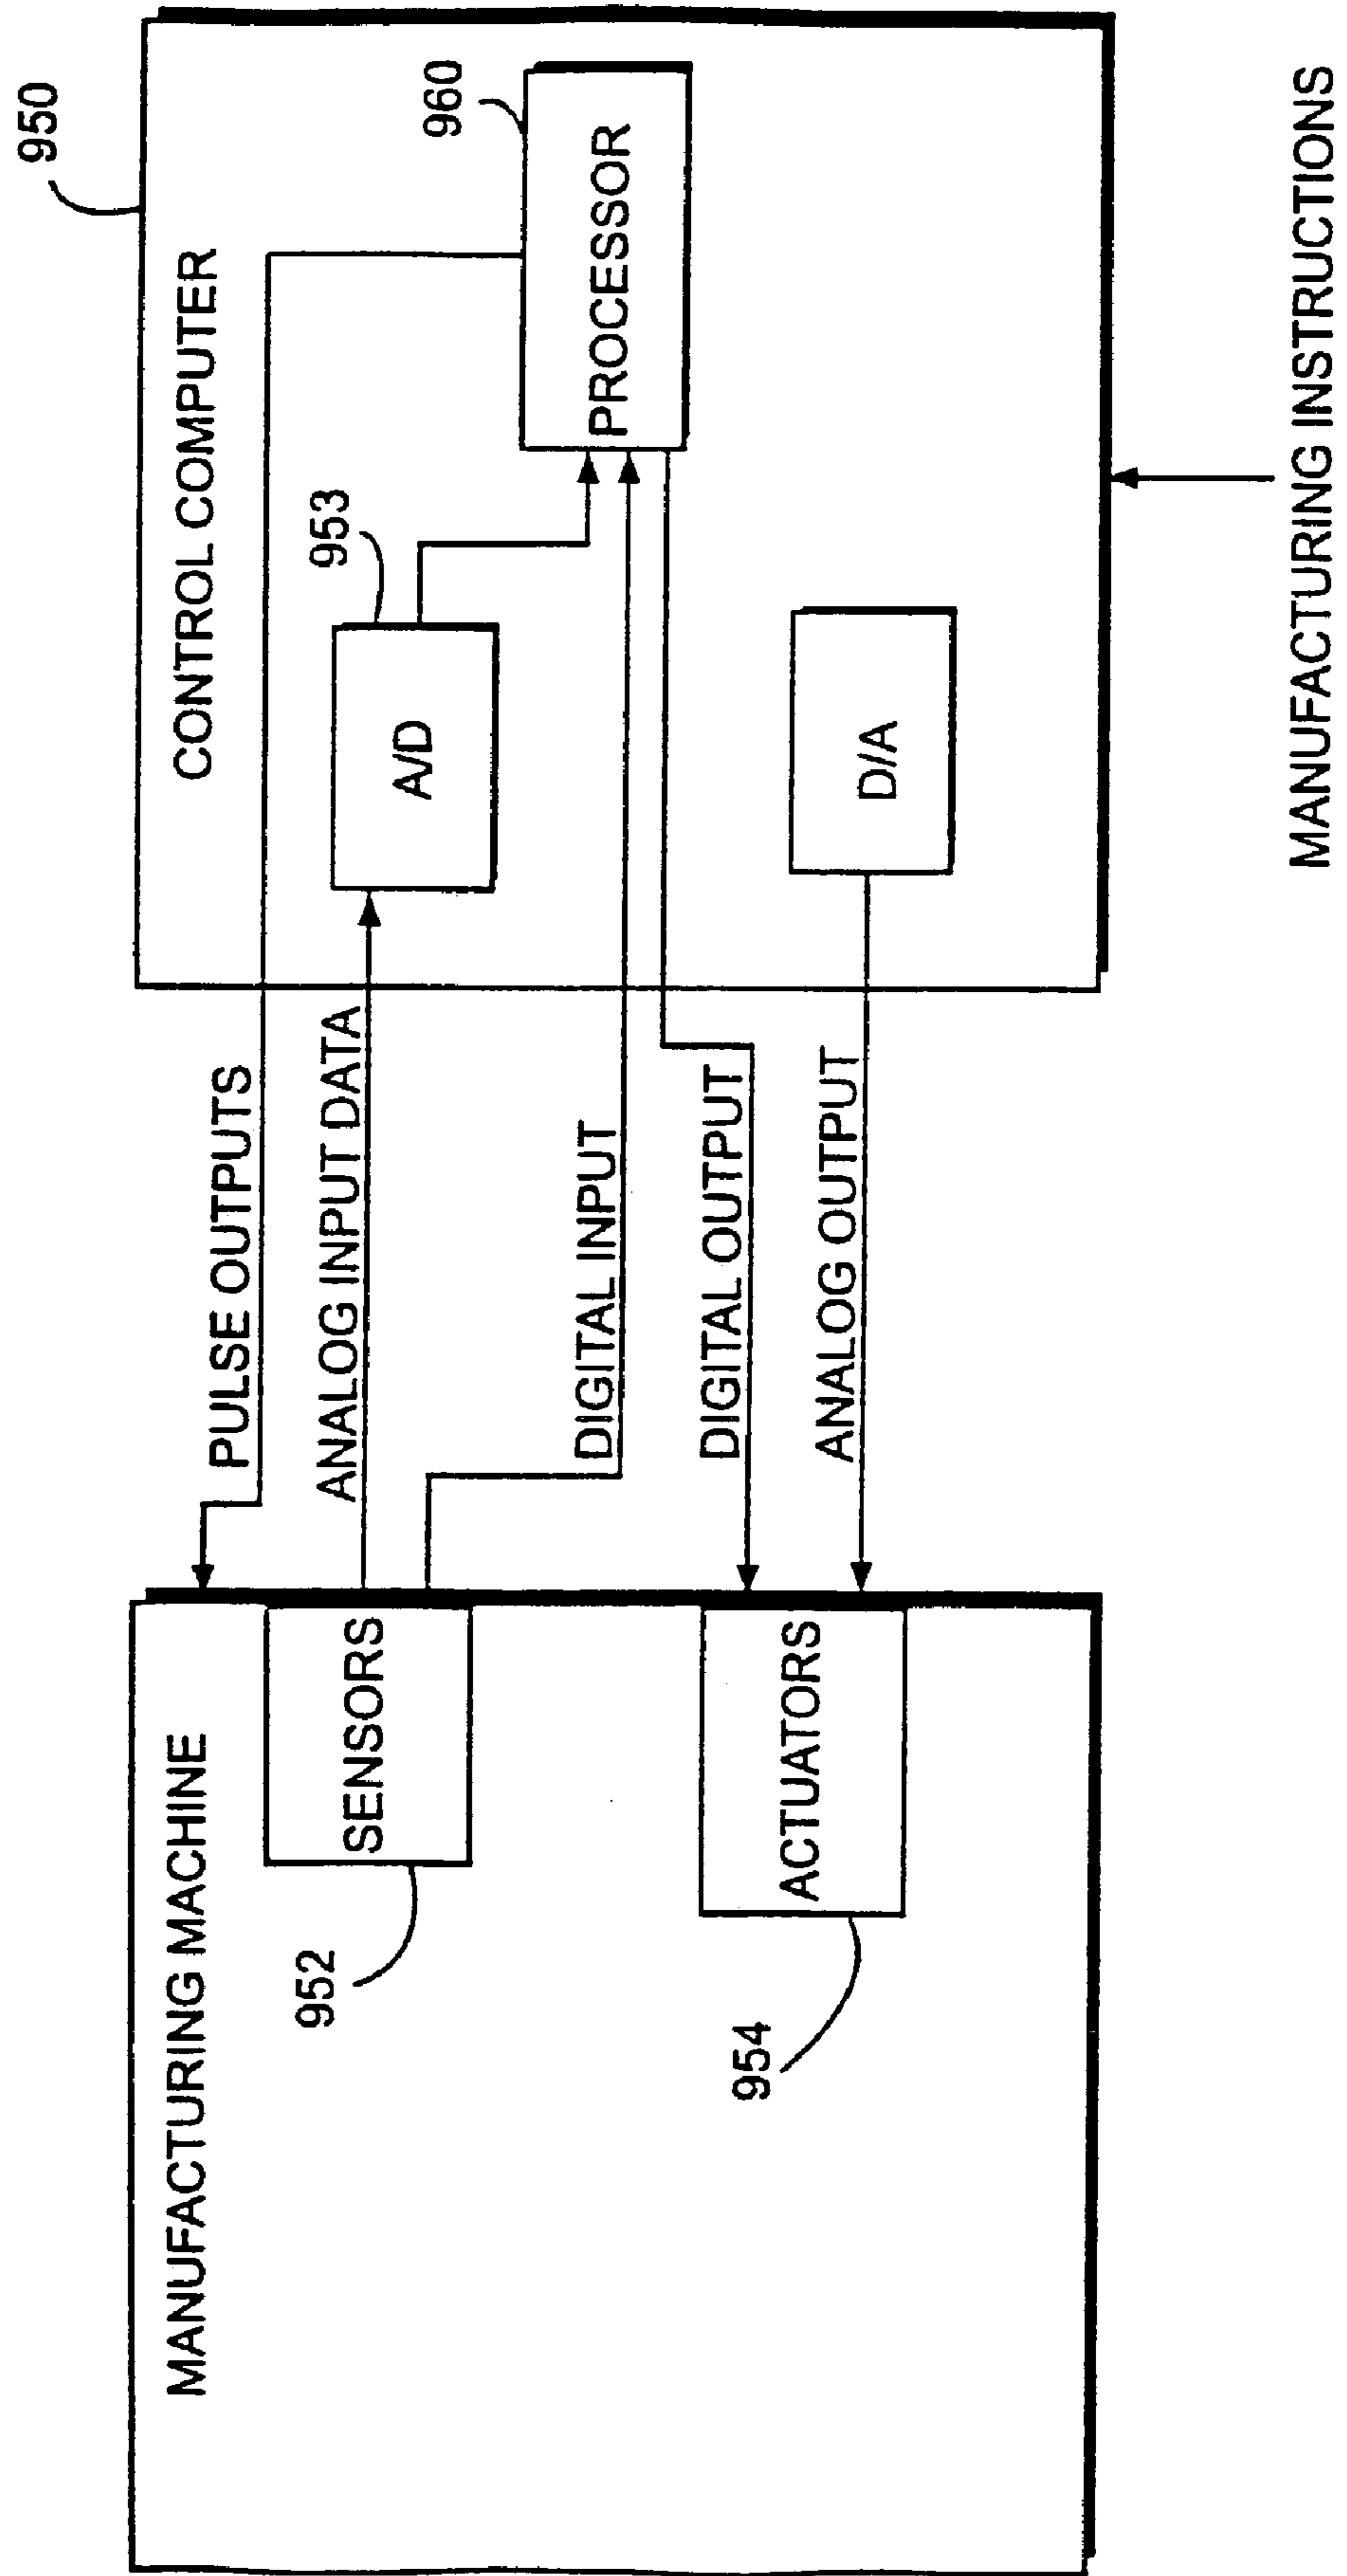 MANUFACTURING MACHINE
952
SENSORS
954
ACTUATORS
PULSE OUTPUTS
ANALOG INPUT DATA
DIGITAL INPUT
DIGITAL OUTPUT
ANALOG OUTPUT
950
CONTROL COMPUTER
953
A/D
960
PROCESSOR
D/A
MANUFACTURING INSTRUCTIONS